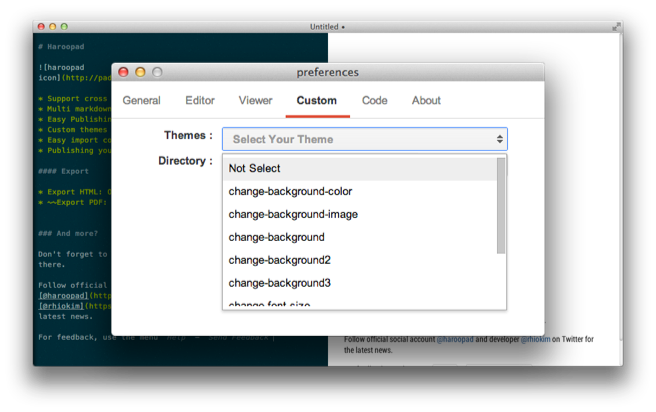 Untitled •
# Haroopad
![haroopad
icon](http://pad
* Support cross
* Multi markdown
* Easy Publishin
* Custom themes
* Easy import co
* Publishing you
#### Export
* Export HTML:
* ~~Export PDF:
### And more?
Don't forget to
there.
Follow official
[@haroopad](http
[@rhiokim](https
latest news.
For feedback, use the menu `Help - Send Feedback`
preferences
General Editor Viewer Custom Code About
Themes : Select Your Theme
Directory :
Not Select
change-background-color
change-background-image
change-background
change-background2
change-background3
change-font-size
Follow official social account @haroopad and developer @rhiokim on Twitter for
the latest news.